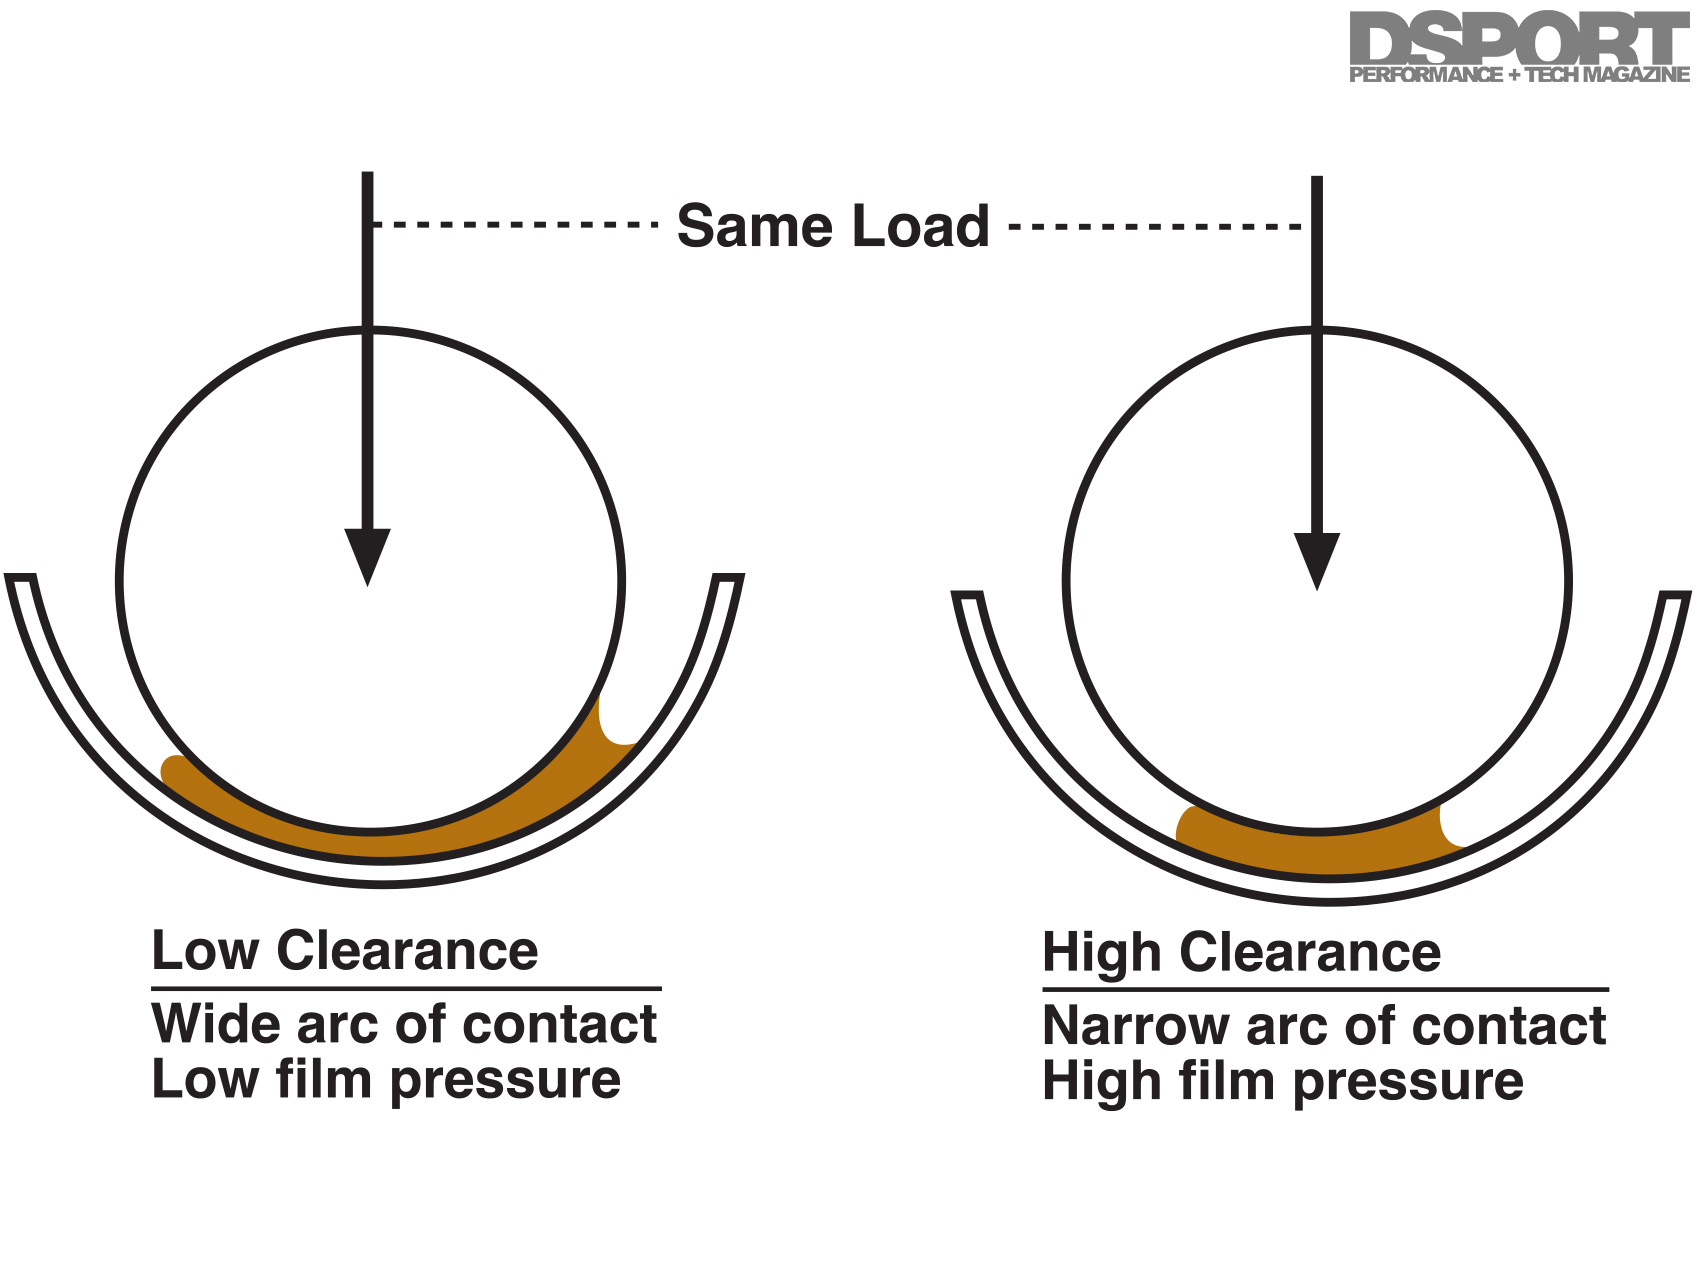 DSPORT
PERFORMANCE + TECH MAGAZINE
Same Load
Low Clearance
Wide arc of contact
Low film pressure
High Clearance
Narrow arc of contact
High film pressure